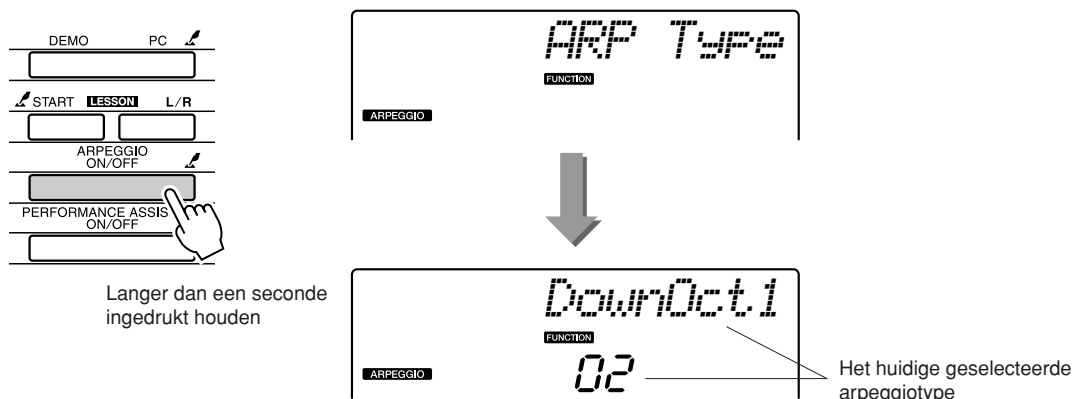 DEMO PC
START LESSON L/R
ARPEGGIO
ON/OFF
PERFORMANCE ASSIS
ON/OFF
Langer dan een seconde
ingedrukt houden
ARP Type
FUNCTION
ARPEGGIO
DownOct1
FUNCTION
ARPEGGIO 02
Het huidige geselecteerde
arpeggiotype